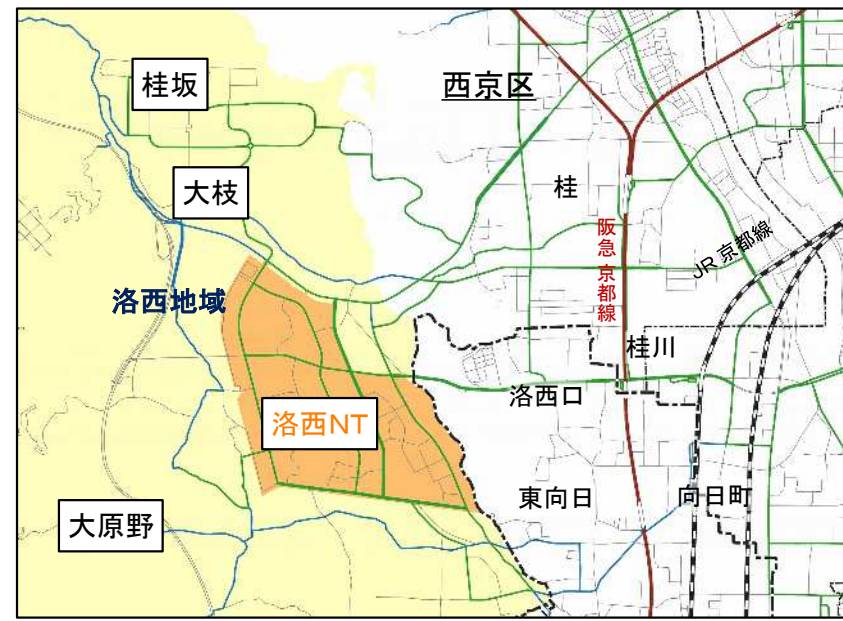 桂坂
西京区
大枝
桂
阪急京都線
JR 京都線
洛西地域
桂川
洛西口
洛西NT
東向日
向日町
大原野